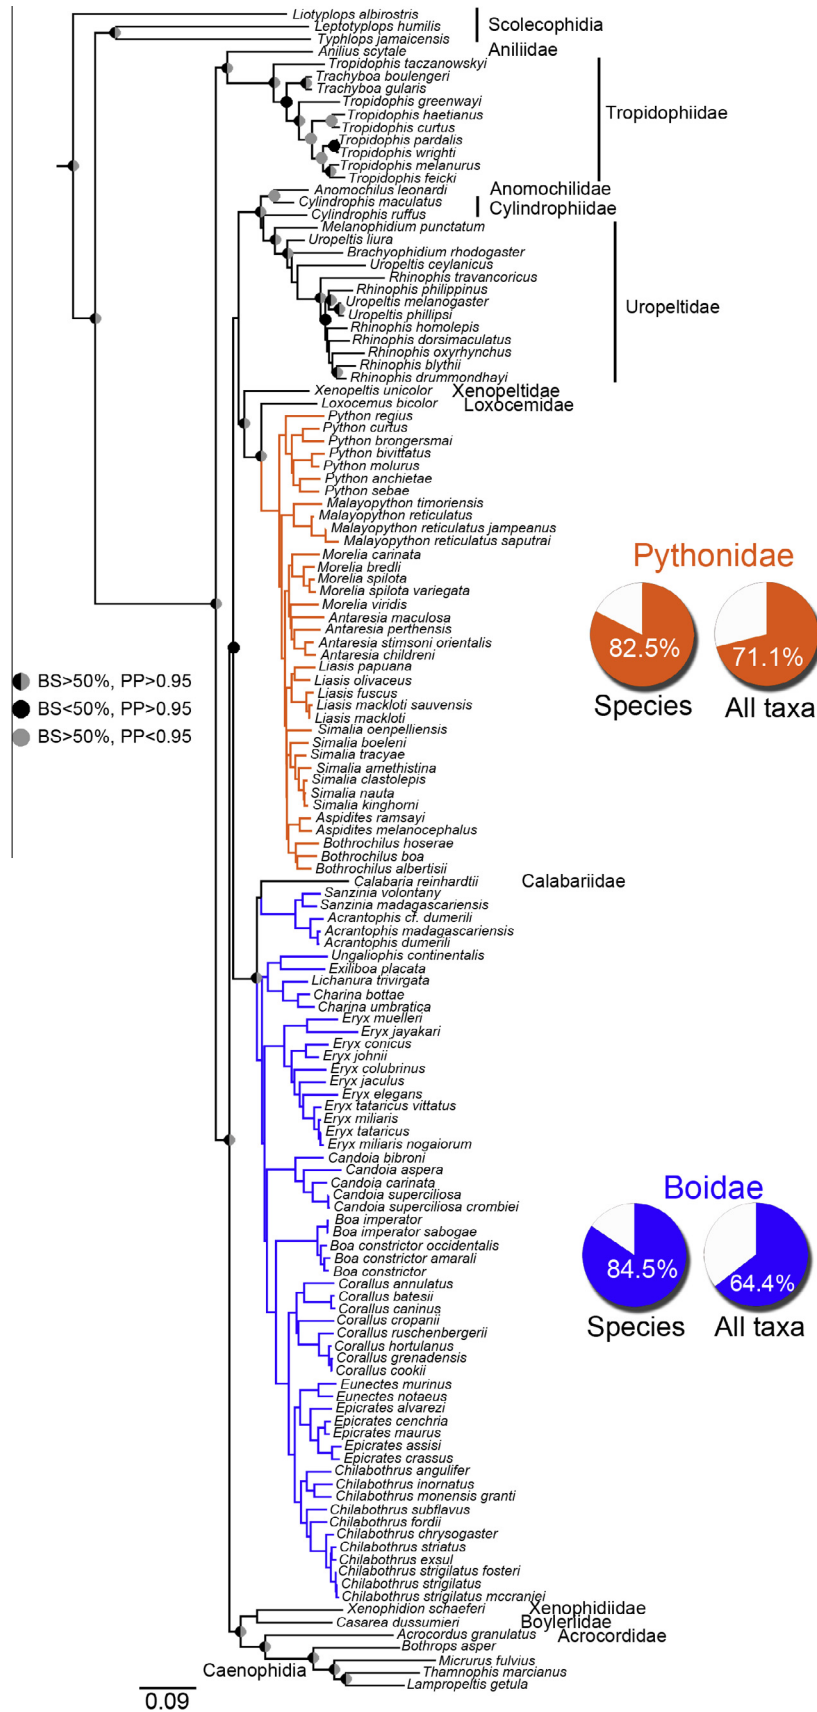 Liotyplops albirostris
Leptotyplops humilis
Scolecophidia
Typhlops jamaicensis
Anilius scytale
Aniliidae
Tropidophis taczanowskyi
Trachyboa boulengeri
Trachyboa gularis
Tropidophis greenwayi
Tropidophiidae
Tropidophis haetianus
Tropidophis curtus
Tropidophis pardalis
Tropidophis wrighti
Tropidophis melanurus
Tropidophis feicki
Anomochilus leonardi
Anomochilidae
Cylindrophis maculatus
Cylindrophiidae
Cylindrophis ruffus
Melanophidium punctatum
Uropeltis liura
Brachyophidium rhodogaster
Uropeltis ceylanicus
Rhinophis travancoricus
Rhinophis philippinus
Uropeltis melanogaster
Uropeltidae
Uropeltis phillipsi
Rhinophis homolepis
Rhinophis dorsimaculatus
Rhinophis oxyrhynchus
Rhinophis blythii
Rhinophis drummondhayi
Xenopeltis unicolor
Xenopeltidae
Loxocemus bicolor
Loxocemidae
Python regius
Python curtus
Python brongersmai
Python bivittatus
Python molurus
Python anchietae
Python sebae
Malayopython timoriensis
Malayopython reticulatus
Malayopython reticulatus jampeanus
Malayopython reticulatus saputrai
Pythonidae
Morelia carinata
Morelia bredli
Morelia spilota
Morelia spilota variegata
Morelia viridis
Antaresia maculosa
Antaresia perthensis
Antaresia stimsoni orientalis
82.5%
71.1%
Antaresia childreni
Liasis papuana
BS>50%, PP>0.95
Liasis olivaceus
Liasis fuscus
BS<50%, PP>0.95
Liasis mackloti sauvensis
Species
All taxa
Liasis mackloti
Simalia oenpelliensis
BS>50%, PP<0.95
Simalia boeleni
Simalia tracyae
Simalia amethistina
Simalia clastolepis
Simalia nauta
Simalia kinghorni
Aspidites ramsayi
Aspidites melanocephalus
Bothrochilus hoserae
Bothrochilus boa
Bothrochilus albertisii
Calabaria reinhardtii
Calabariidae
Sanzinia volontany
Sanzinia madagascariensis
Acrantophis cf. dumerili
Acrantophis madagascariensis
Acrantophis dumerili
Ungaliophis continentalis
Exiliboa placata
Lichanura trivirgata
Charina bottae
Charina umbratica
Eryx muelleri
Eryx jayakari
Eryx conicus
Eryx johnii
Eryx colubrinus
Eryx jaculus
Eryx elegans
Eryx tataricus vittatus
Eryx miliaris
Eryx tataricus
Eryx miliaris nogaiorum
Candoia bibroni
Candoia aspera
Candoia carinata
Boidae
Candoia superciliosa
Candoia superciliosa crombiei
Boa imperator
Boa imperator sabogae
Boa constrictor occidentalis
Boa constrictor amarali
84.5%
Boa constrictor
64.4%
Corallus annulatus
Corallus batesii
Corallus caninus
Corallus cropanii
Species
All taxa
Corallus ruschenbergerii
Corallus hortulanus
Corallus grenadensis
Corallus cookii
Eunectes murinus
Eunectes notaeus
Epicrates alvarezi
Epicrates cenchria
Epicrates maurus
Epicrates assisi
Epicrates crassus
Chilabothrus angulifer
Chilabothrus inornatus
Chilabothrus monensis granti
Chilabothrus subflavus
Chilabothrus fordii
Chilabothrus chrysogaster
Chilabothrus striatus
Chilabothrus exsul
Chilabothrus strigilatus fosteri
Chilabothrus strigilatus
Chilabothrus strigilatus mccraniei
Xenophidion schaeferi
Xenophidiidae
Casarea dussumieri
Boyleriidae
Acrocordus granulatus
Acrocordidae
Bothrops asper
Micrurus fulvius
Caenophidia
Thamnophis marcianus
Lampropeltis getula
0.09